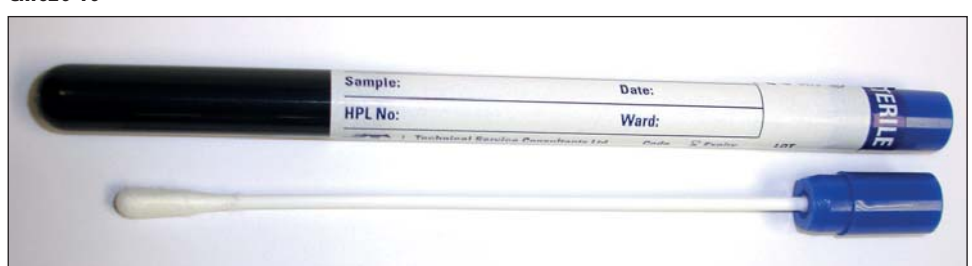 Sample:
Date:
HPL No:
Ward:
Technical Service Consultants Ltd
Code
Expiry
LOT
TERILE